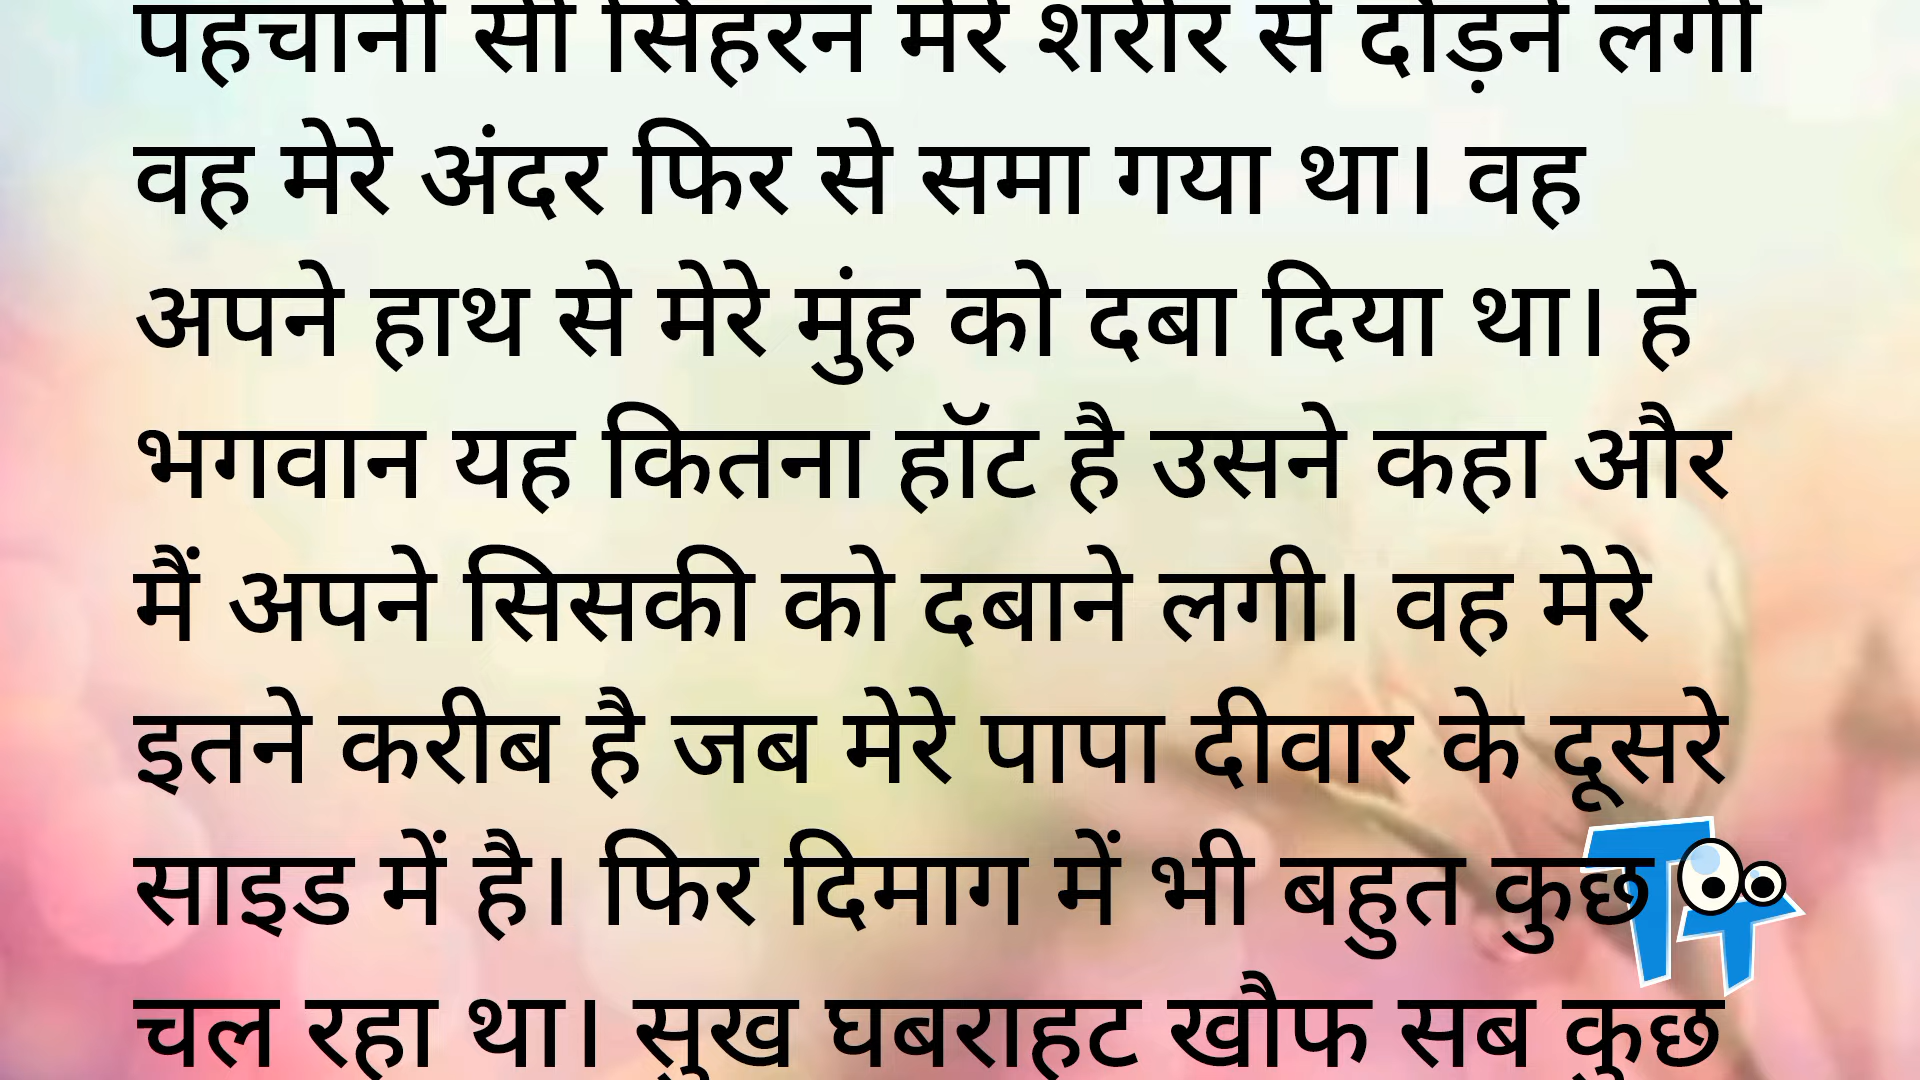 पहचानी सी सिहरन मेरे शरीर से दौड़ने लगी
वह मेरे अंदर फिर से समा गया था। वह
अपने हाथ से मेरे मुंह को दबा दिया था। हे
भगवान यह कितना हॉट है उसने कहा और
मैं अपने सिसकी को दबाने लगी। वह मेरे
इतने करीब है जब मेरे पापा दीवार के दूसरे
साइड में है। फिर दिमाग में भी बहुत कुछ
चल रहा था। सुख घबराहट खौफ सब कुछ